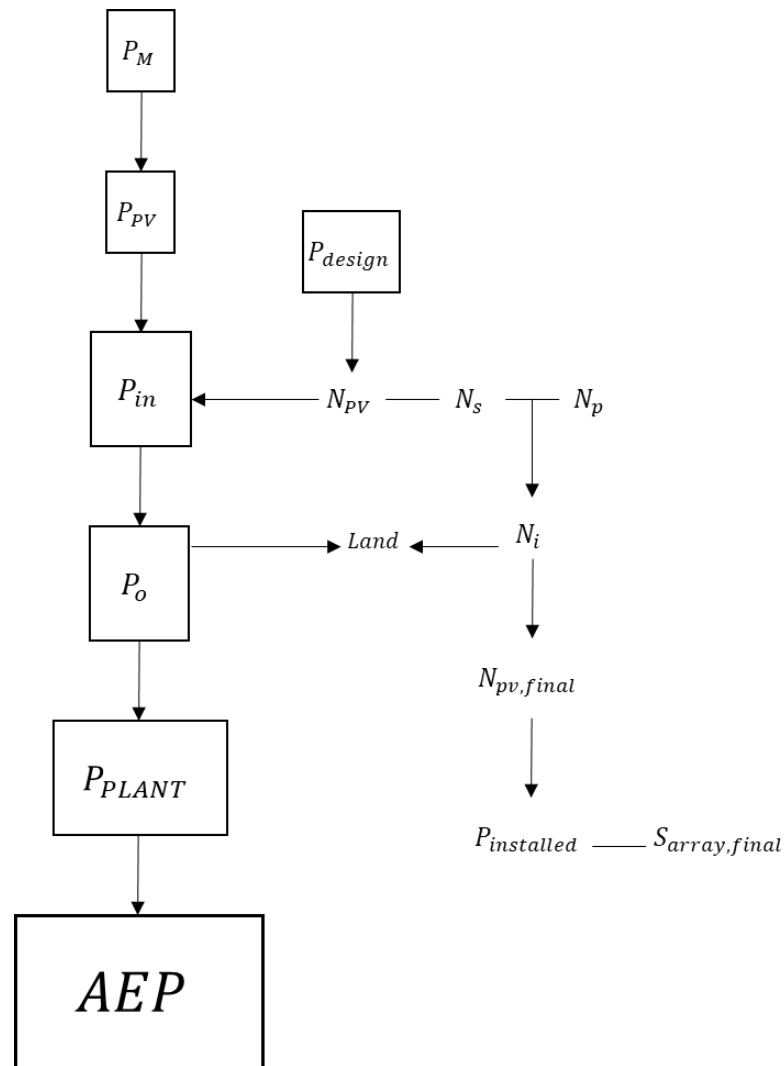 P_M
P_PV
P_design
P_in
N_PV N_s N_p
P_o
Land N_i
N_pv,final
P_PLANT
P_installed S_array,final
AEP